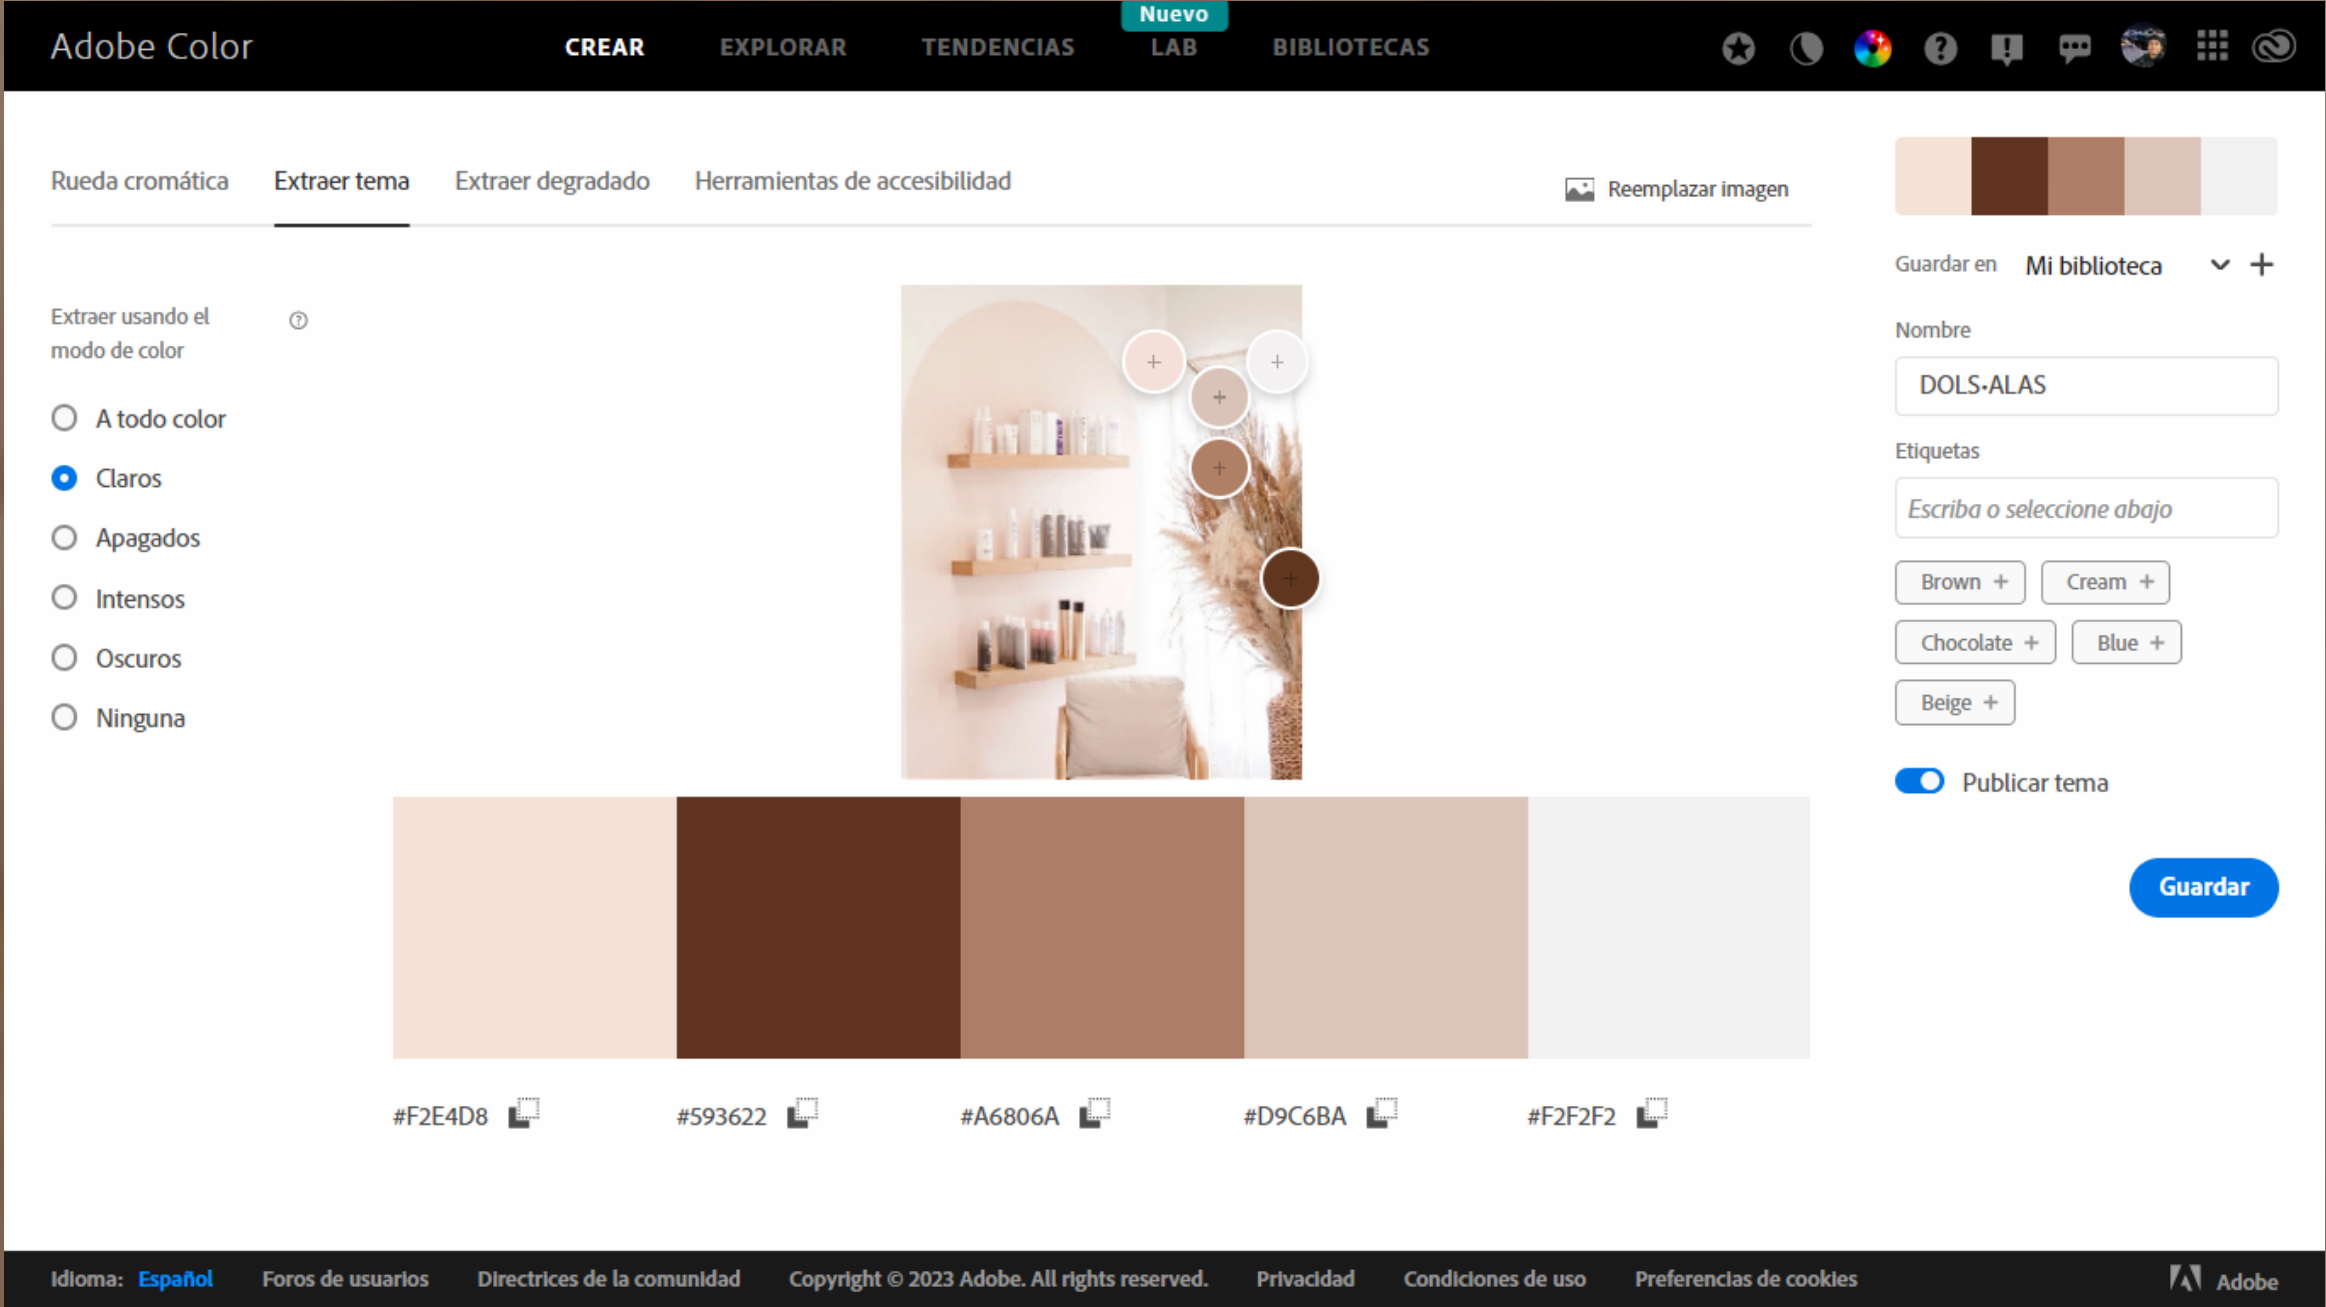 Nuevo
Adobe Color
CREAR
EXPLORAR
TENDENCIAS
LAB
BIBLIOTECAS
Rueda cromática
Extraer tema
Extraer degradado
Herramientas de accesibilidad
Reemplazar imagen
Extraer usando el
modo de color
A todo color
Claros
Apagados
Intensos
Oscuros
Ninguna
Guardar en
Mi biblioteca
Nombre
DOLS•ALAS
Etiquetas
Escriba o seleccione abajo
Brown +
Cream +
Chocolate +
Blue +
Beige +
Publicar tema
Guardar
#F2E4D8
#593622
#A6806A
#D9C6BA
#F2F2F2
Idioma: Español
Foros de usuarios
Directrices de la comunidad
Copyright © 2023 Adobe. All rights reserved.
Privacidad
Condiciones de uso
Preferencias de cookies
Adobe